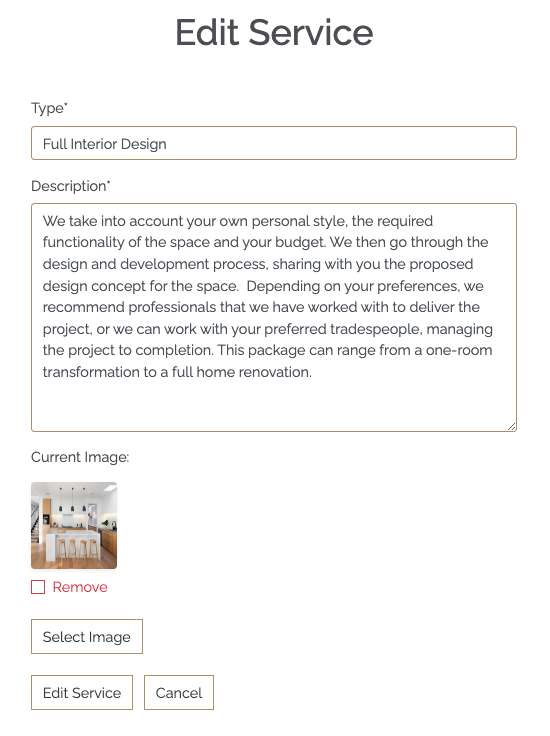 Edit Service
Type*
Full Interior Design
Description*
We take into account your own personal style, the required
functionality of the space and your budget. We then go through the
design and development process, sharing with you the proposed
design concept for the space.  Depending on your preferences, we
recommend professionals that we have worked with to deliver the
project, or we can work with your preferred tradespeople, managing
the project to completion. This package can range from a one-room
transformation to a full home renovation.
Current Image:
Remove
Select Image
Edit Service
Cancel